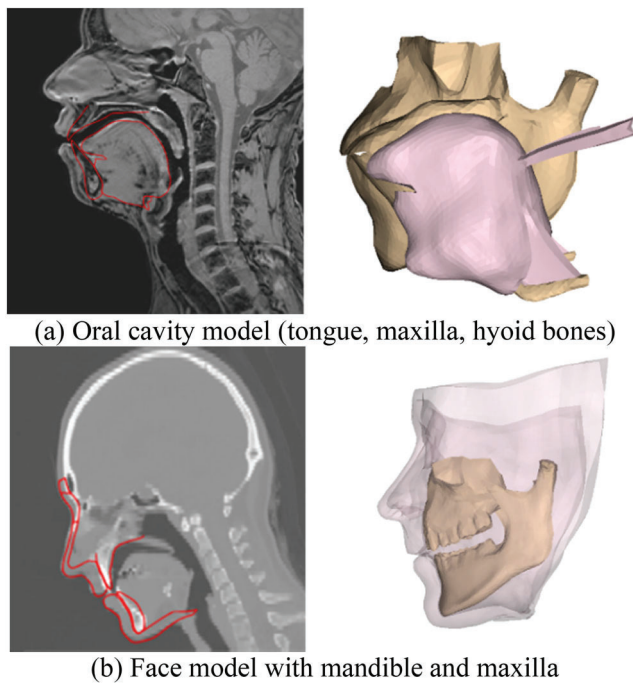 (a) Oral cavity model (tongue, maxilla, hyoid bones)
(b) Face model with mandible and maxilla